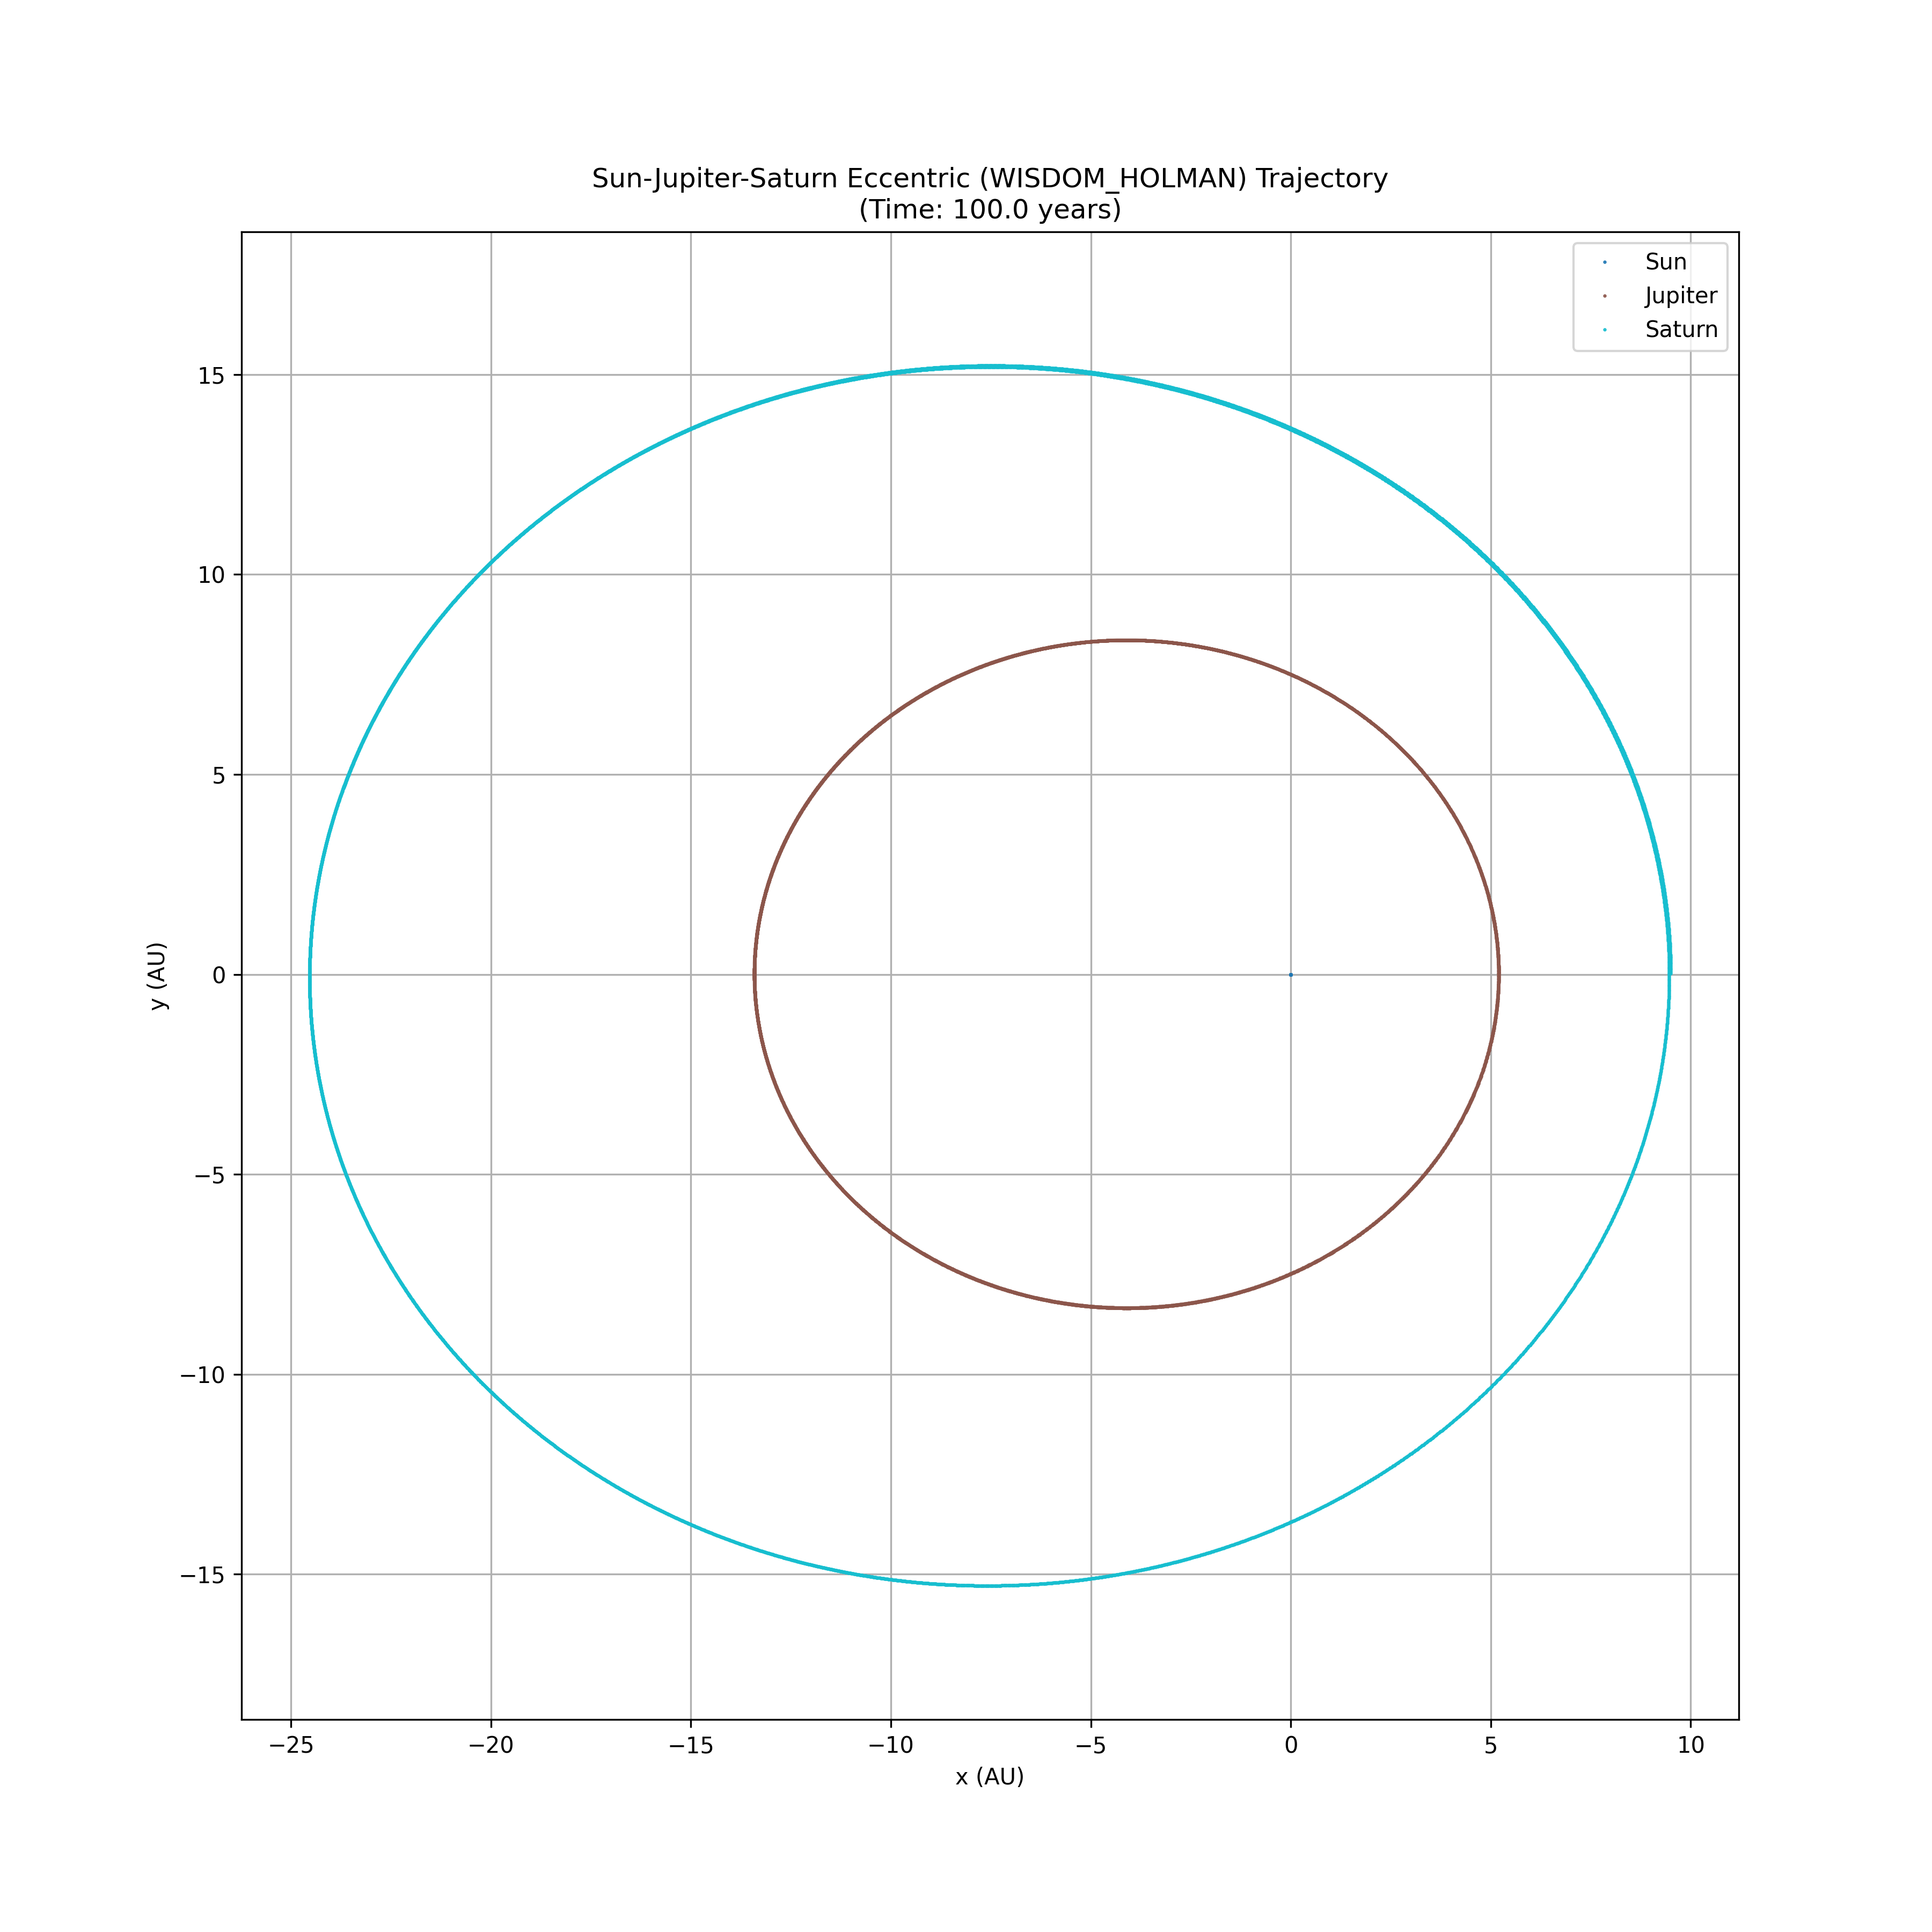 Sun-Jupiter-Saturn Eccentric (WISDOM_HOLMAN) Trajectory
(Time: 100.0 years)
Sun
Jupiter
Saturn
15
10
5
0
−5
−10
−15
y (AU)
−25 −20 −15 −10 −5 0 5 10
x (AU)